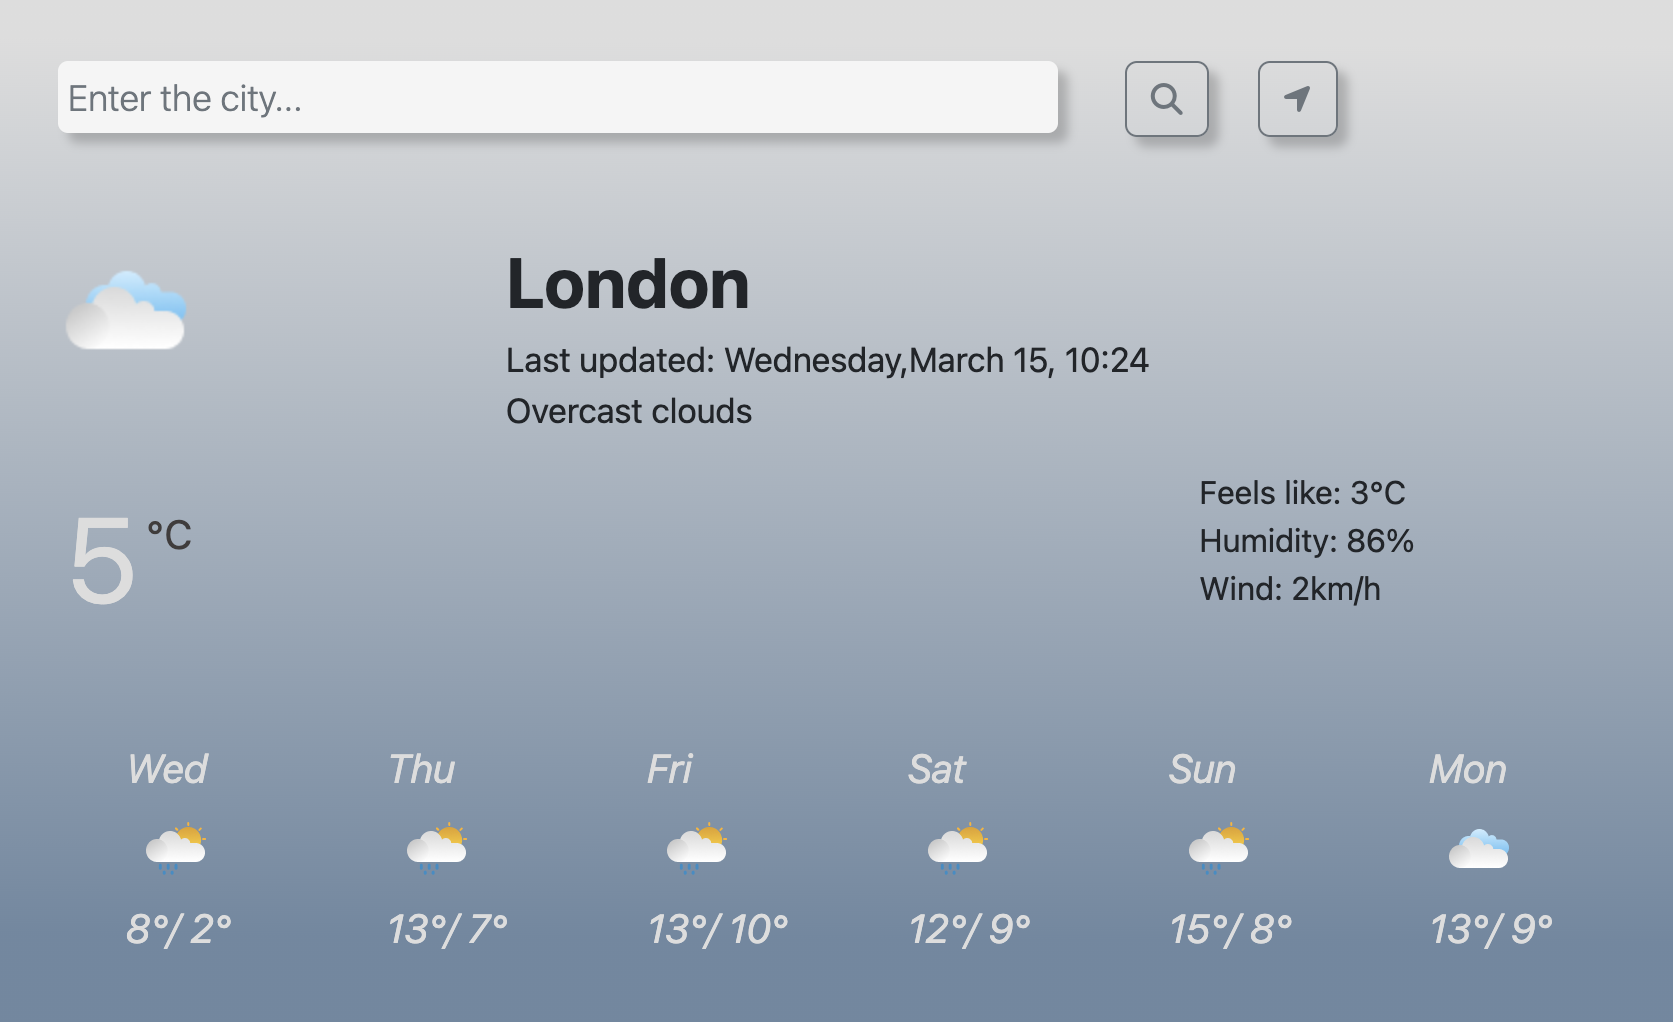 Enter the city...
London
Last updated: Wednesday,March 15, 10:24
Overcast clouds
5 °C
Feels like: 3°C
Humidity: 86%
Wind: 2km/h
Wed Thu Fri Sat Sun Mon
8°/ 2° 13°/ 7° 13°/ 10° 12°/ 9° 15°/ 8° 13°/ 9°